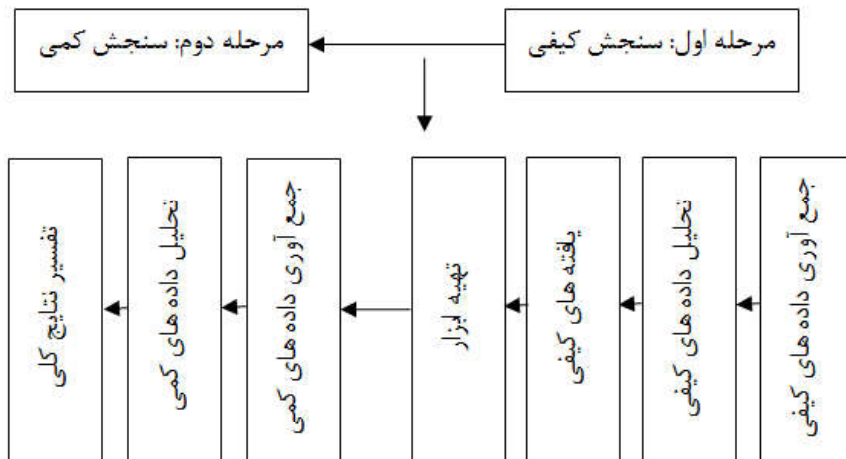 مرحله اول: سنجش کیفی
مرحله دوم: سنجش کمی
جمع آوری داده های کیفی
تحلیل داده های کیفی
یافته های کیفی
تهیه ابزار
جمع آوری داده های کمی
تحلیل داده های کمی
تفسیر نتایج کلی